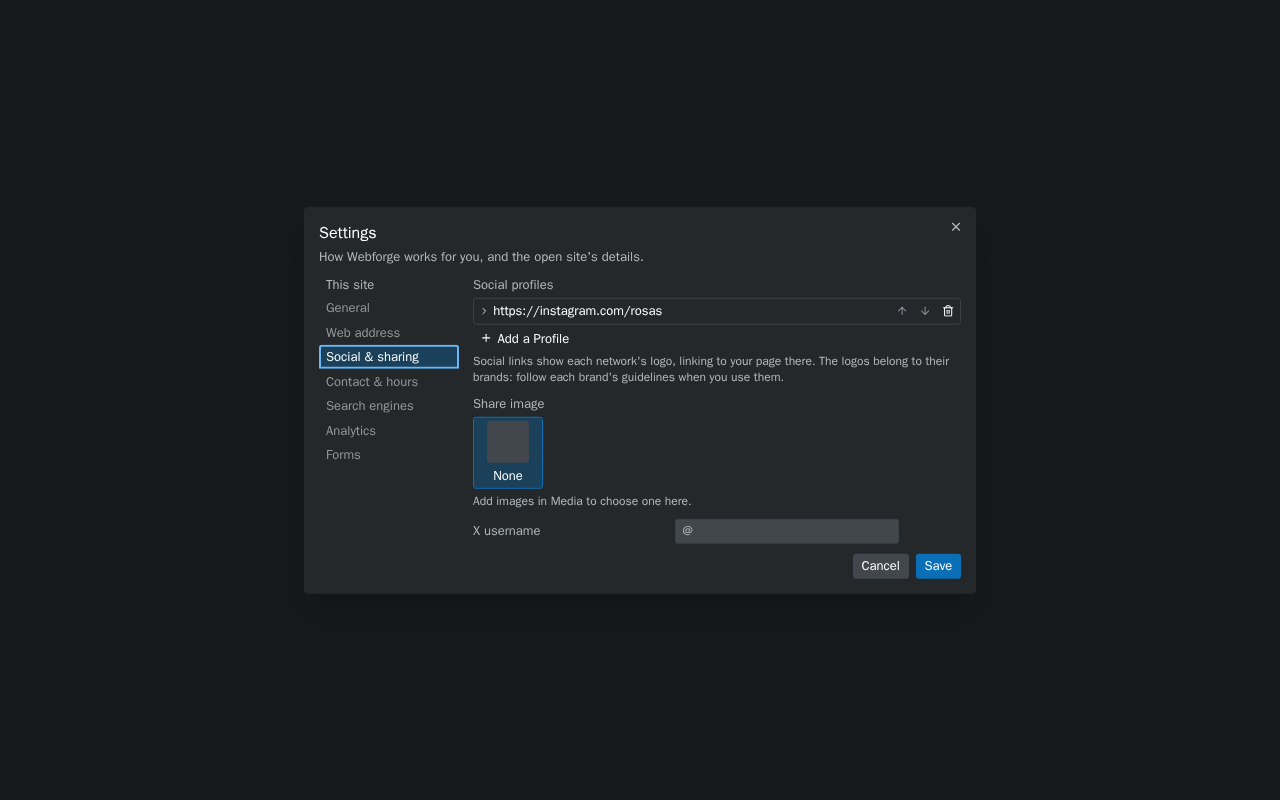 Settings
How Webforge works for you, and the open site's details.
This site
General
Web address
Social & sharing
Contact & hours
Search engines
Analytics
Forms
Social profiles
https://instagram.com/rosas
Add a Profile
Social links show each network's logo, linking to your page there. The logos belong to their
brands: follow each brand's guidelines when you use them.
Share image
None
Add images in Media to choose one here.
X username
@
Cancel
Save